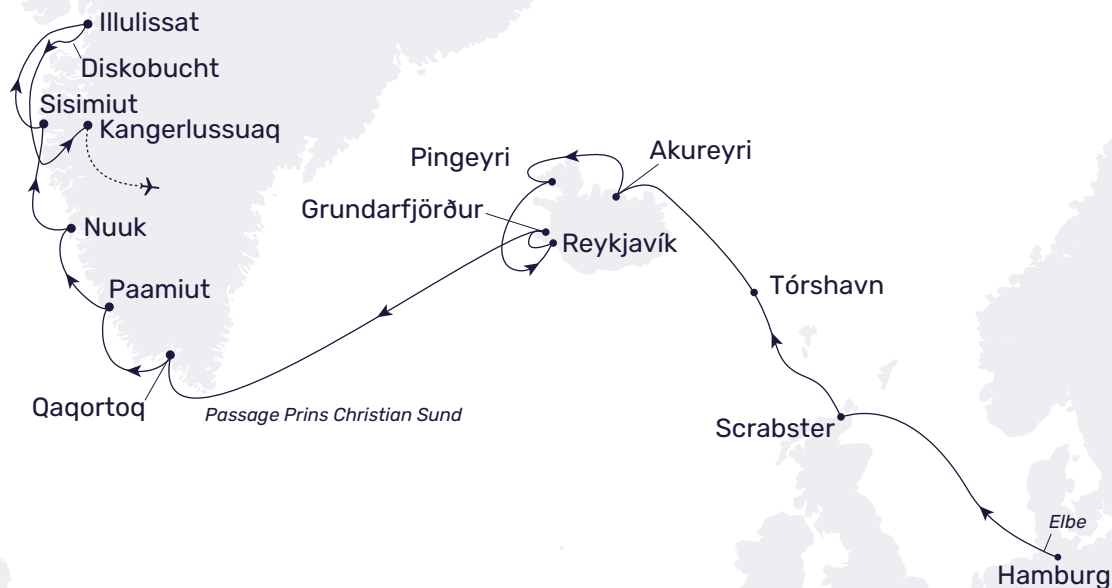 Illulissat
Diskobucht
Sisimiut
Kangerlussuaq
Pingeyri
Akureyri
Grundarfjörður
Reykjavík
Nuuk
Paamiut
Tórshavn
Qaqortoq
Passage Prins Christian Sund
Scrabster
Elbe
Hamburg